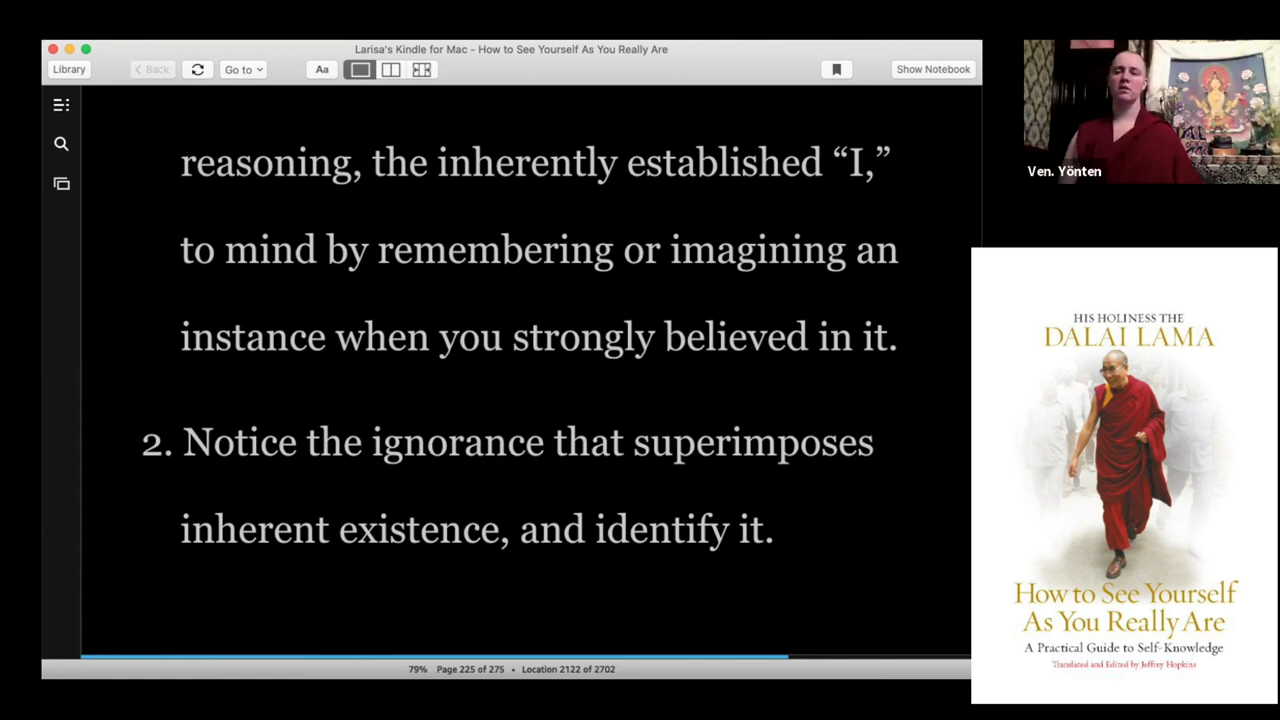 Larisa's Kindle for Mac - How to See Yourself As You Really Are
Library
Back
Go to
Aa
Show Notebook
reasoning, the inherently established “I,”
to mind by remembering or imagining an
instance when you strongly believed in it.
2. Notice the ignorance that superimposes
inherent existence, and identify it.
79% Page 225 of 275 • Location 2122 of 2702
Ven. Yönten
HIS HOLINESS THE
DALAI LAMA
How to See Yourself
As You Really Are
A Practical Guide to Self-Knowledge
Translated and Edited by Jeffrey Hopkins